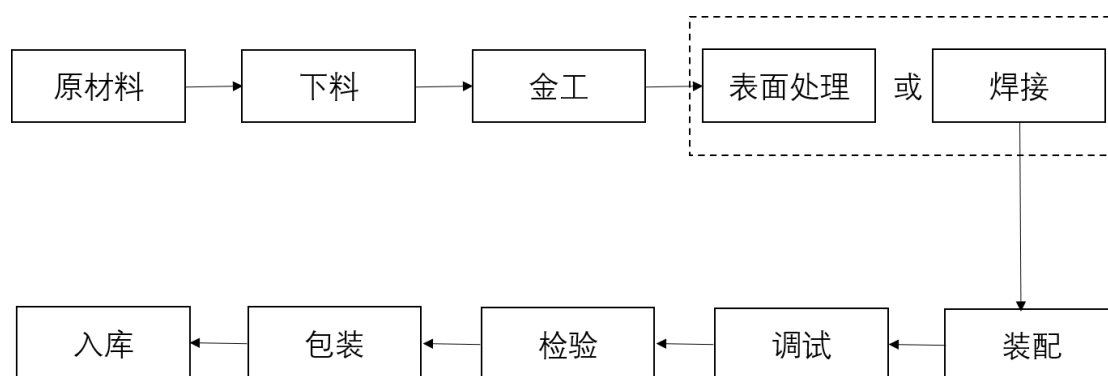 原材料
下料
金工
表面处理
或
焊接
入库
包装
检验
调试
装配